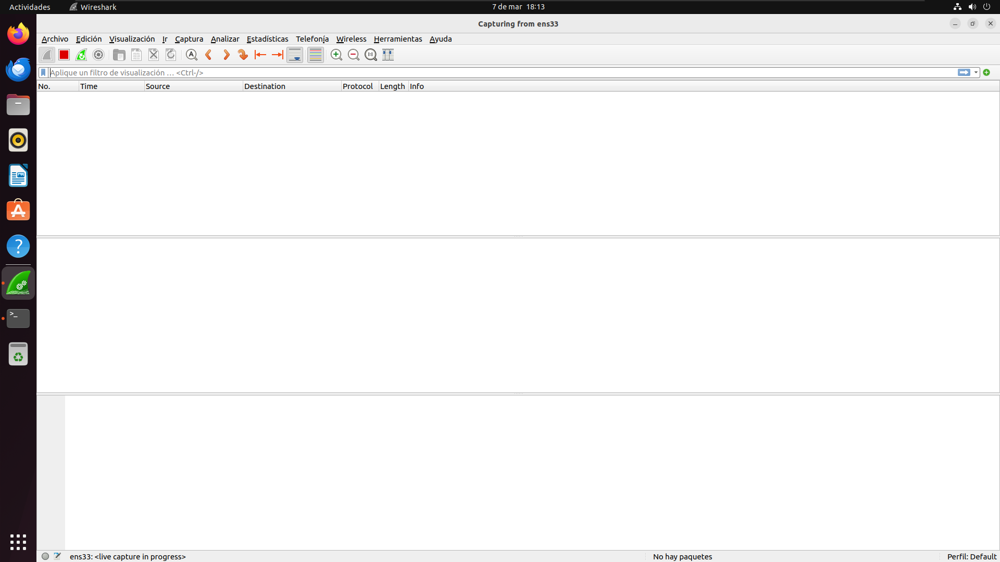 Actividades
Wireshark
7 de mar 18:13
Capturing from ens33
Archivo Edición Visualización Ir Captura Analizar Estadísticas Telefonía Wireless Herramientas Ayuda
Aplique un filtro de visualización … <Ctrl-/>
No. Time Source Destination Protocol Length Info
ens33: <live capture in progress>
No hay paquetes
Perfil: Default